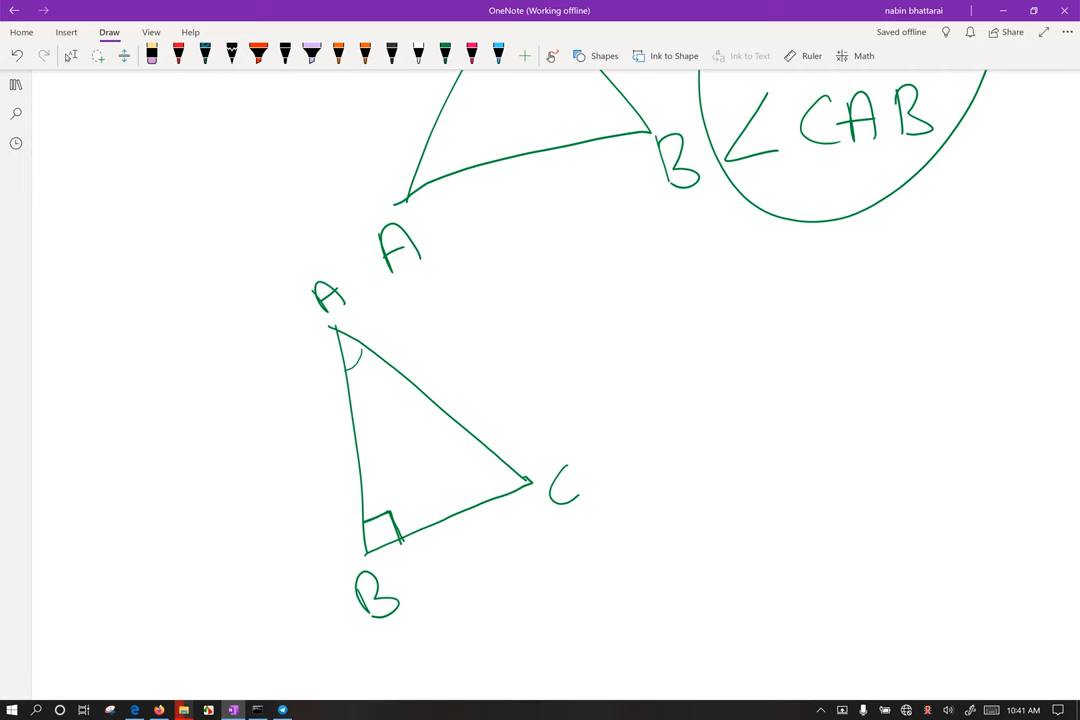 OneNote (Working offline)
nabin bhattarai
Home Insert Draw View Help
Saved offline Share
Shapes Ink to Shape Ink to Text Ruler Math
< CAB
B
A
A
C
B
10:41 AM